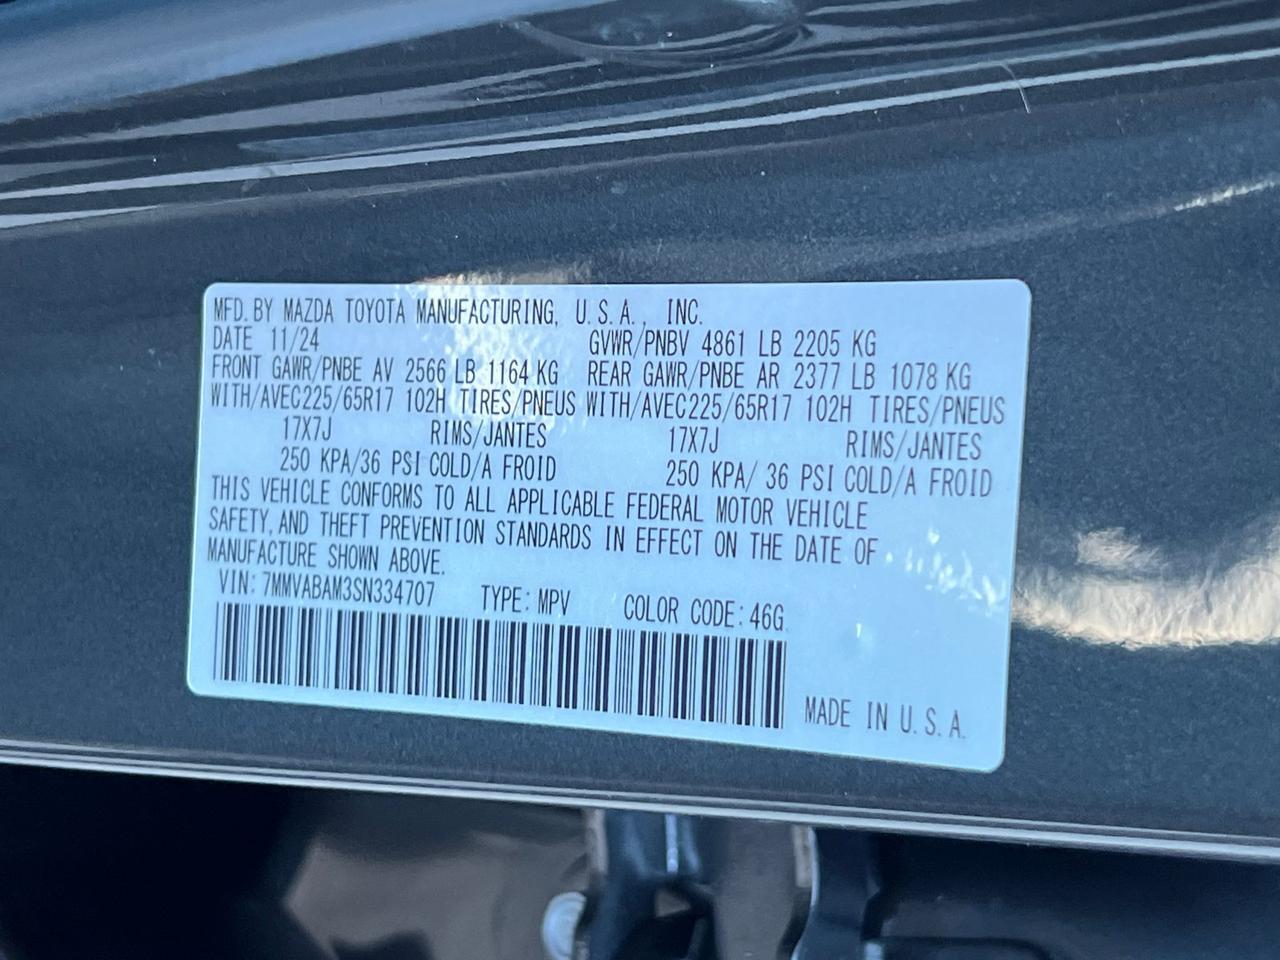 MFD. BY MAZDA TOYOTA MANUFACTURING, U.S.A., INC.
DATE 11/24 GVWR/PNBV 4861 LB 2205 KG
FRONT GAWR/PNBE AV 2566 LB 1164 KG REAR GAWR/PNBE AR 2377 LB 1078 KG
WITH/AVEC225/65R17 102H TIRES/PNEUS WITH/AVEC225/65R17 102H TIRES/PNEUS
17X7J RIMS/JANTES 17X7J RIMS/JANTES
250 KPA/36 PSI COLD/A FROID 250 KPA/ 36 PSI COLD/A FROID
THIS VEHICLE CONFORMS TO ALL APPLICABLE FEDERAL MOTOR VEHICLE
SAFETY, AND THEFT PREVENTION STANDARDS IN EFFECT ON THE DATE OF
MANUFACTURE SHOWN ABOVE.
VIN: 7MMVABAM3SN334707 TYPE: MPV COLOR CODE: 46G
MADE IN U.S.A.